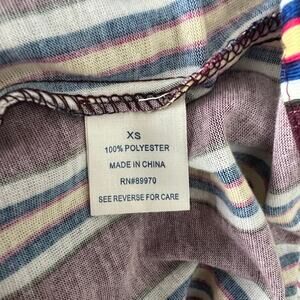 XS
100% POLYESTER
MADE IN CHINA
RN#89970
SEE REVERSE FOR CARE